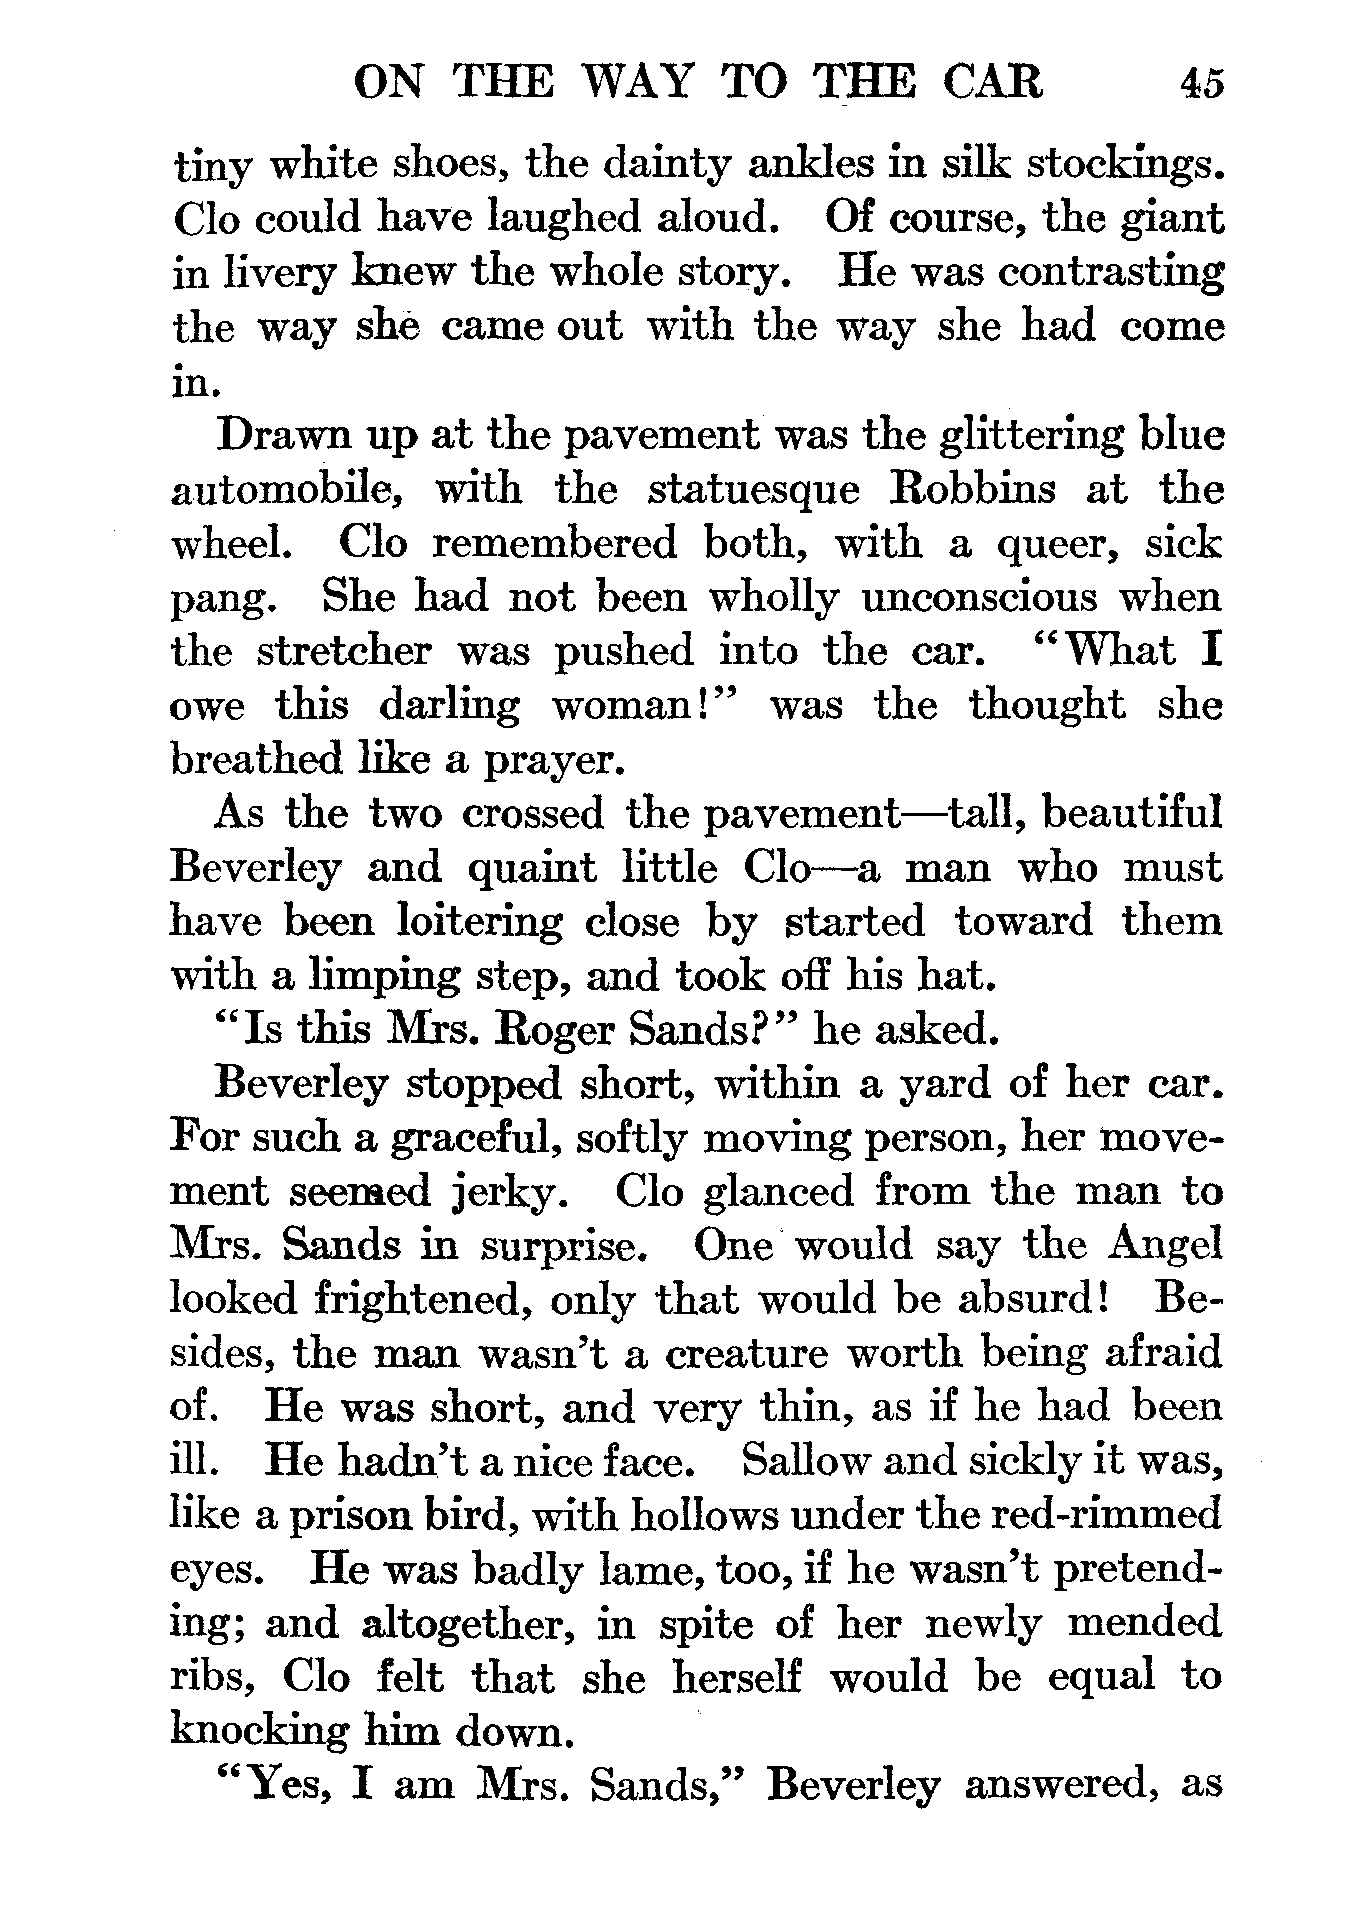 ON THE WAY TO THE CAR 45
tiny white shoes, the dainty ankles in silk stockings.
Clo could have laughed aloud. Of course, the giant
in livery knew the whole story. He was contrasting
the way she came out with the way she had come
in.
Drawn up at the pavement was the glittering blue
automobile, with the statuesque Robbins at the
wheel. Clo remembered both, with a queer, sick
pang. She had not been wholly unconscious when
the stretcher was pushed into the car. "What I
owe this darling woman!" was the thought she
breathed like a prayer.
As the two crossed the pavement—tall, beautiful
Beverley and quaint little Clo—a man who must
have been loitering close by started toward them
with a limping step, and took off his hat.
"Is this Mrs. Roger Sands?" he asked.
Beverley stopped short, within a yard of her car.
For such a graceful, softly moving person, her move-
ment seemed jerky. Clo glanced from the man to
Mrs. Sands in surprise. One would say the Angel
looked frightened, only that would be absurd! Be-
sides, the man wasn't a creature worth being afraid
of. He was short, and very thin, as if he had been
ill. He hadn't a nice face. Sallow and sickly it was,
like a prison bird, with hollows under the red-rimmed
eyes. He was badly lame, too, if he wasn't pretend-
ing; and altogether, in spite of her newly mended
ribs, Clo felt that she herself would be equal to
knocking him down.
"Yes, I am Mrs. Sands," Beverley answered, as